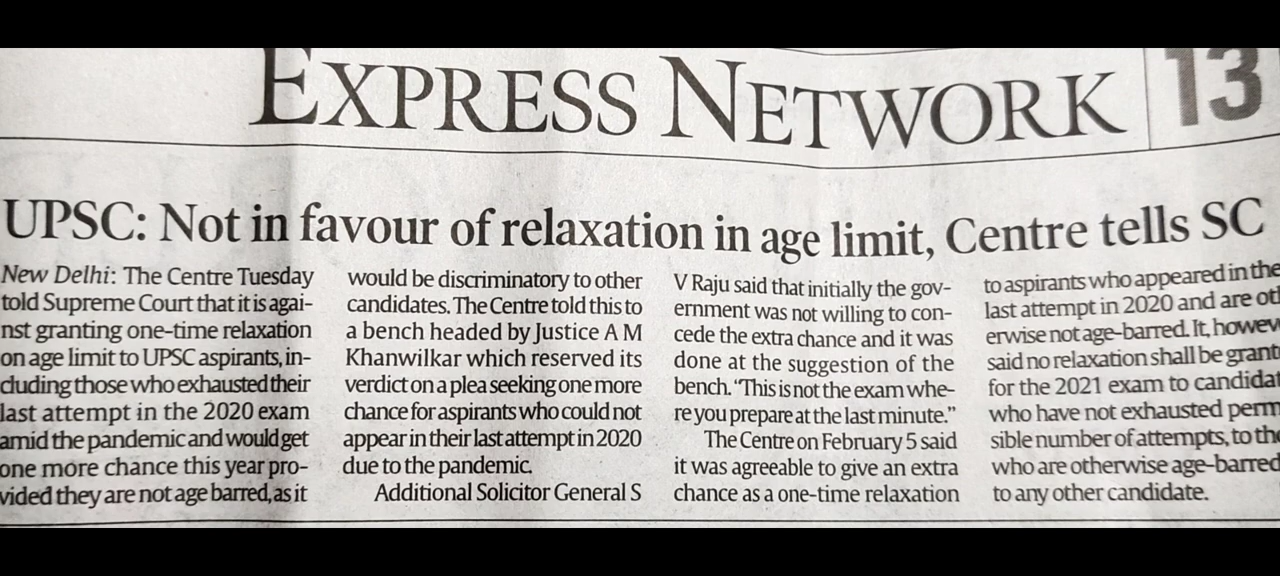 EXPRESS NETWORK
13
UPSC: Not in favour of relaxation in age limit, Centre tells SC
New Delhi: The Centre Tuesday
told Supreme Court that it is agai-
nst granting one-time relaxation
on age limit to UPSC aspirants, in-
cluding those who exhausted their
last attempt in the 2020 exam
amid the pandemic and would get
one more chance this year pro-
vided they are not age barred, as it
would be discriminatory to other
candidates. The Centre told this to
a bench headed by Justice A M
Khanwilkar which reserved its
verdict on a plea seeking one more
chance for aspirants who could not
appear in their last attempt in 2020
due to the pandemic.
Additional Solicitor General S
V Raju said that initially the gov-
ernment was not willing to con-
cede the extra chance and it was
done at the suggestion of the
bench. “This is not the exam whe-
re you prepare at the last minute.”
The Centre on February 5 said
it was agreeable to give an extra
chance as a one-time relaxation
to aspirants who appeared in the
last attempt in 2020 and are
erwise not age-barred. It,
said no relaxation shall be
for the 2021 exam to
who have not exhausted
sible number of attempts, to
who are otherwise age-barred
to any other candidate.